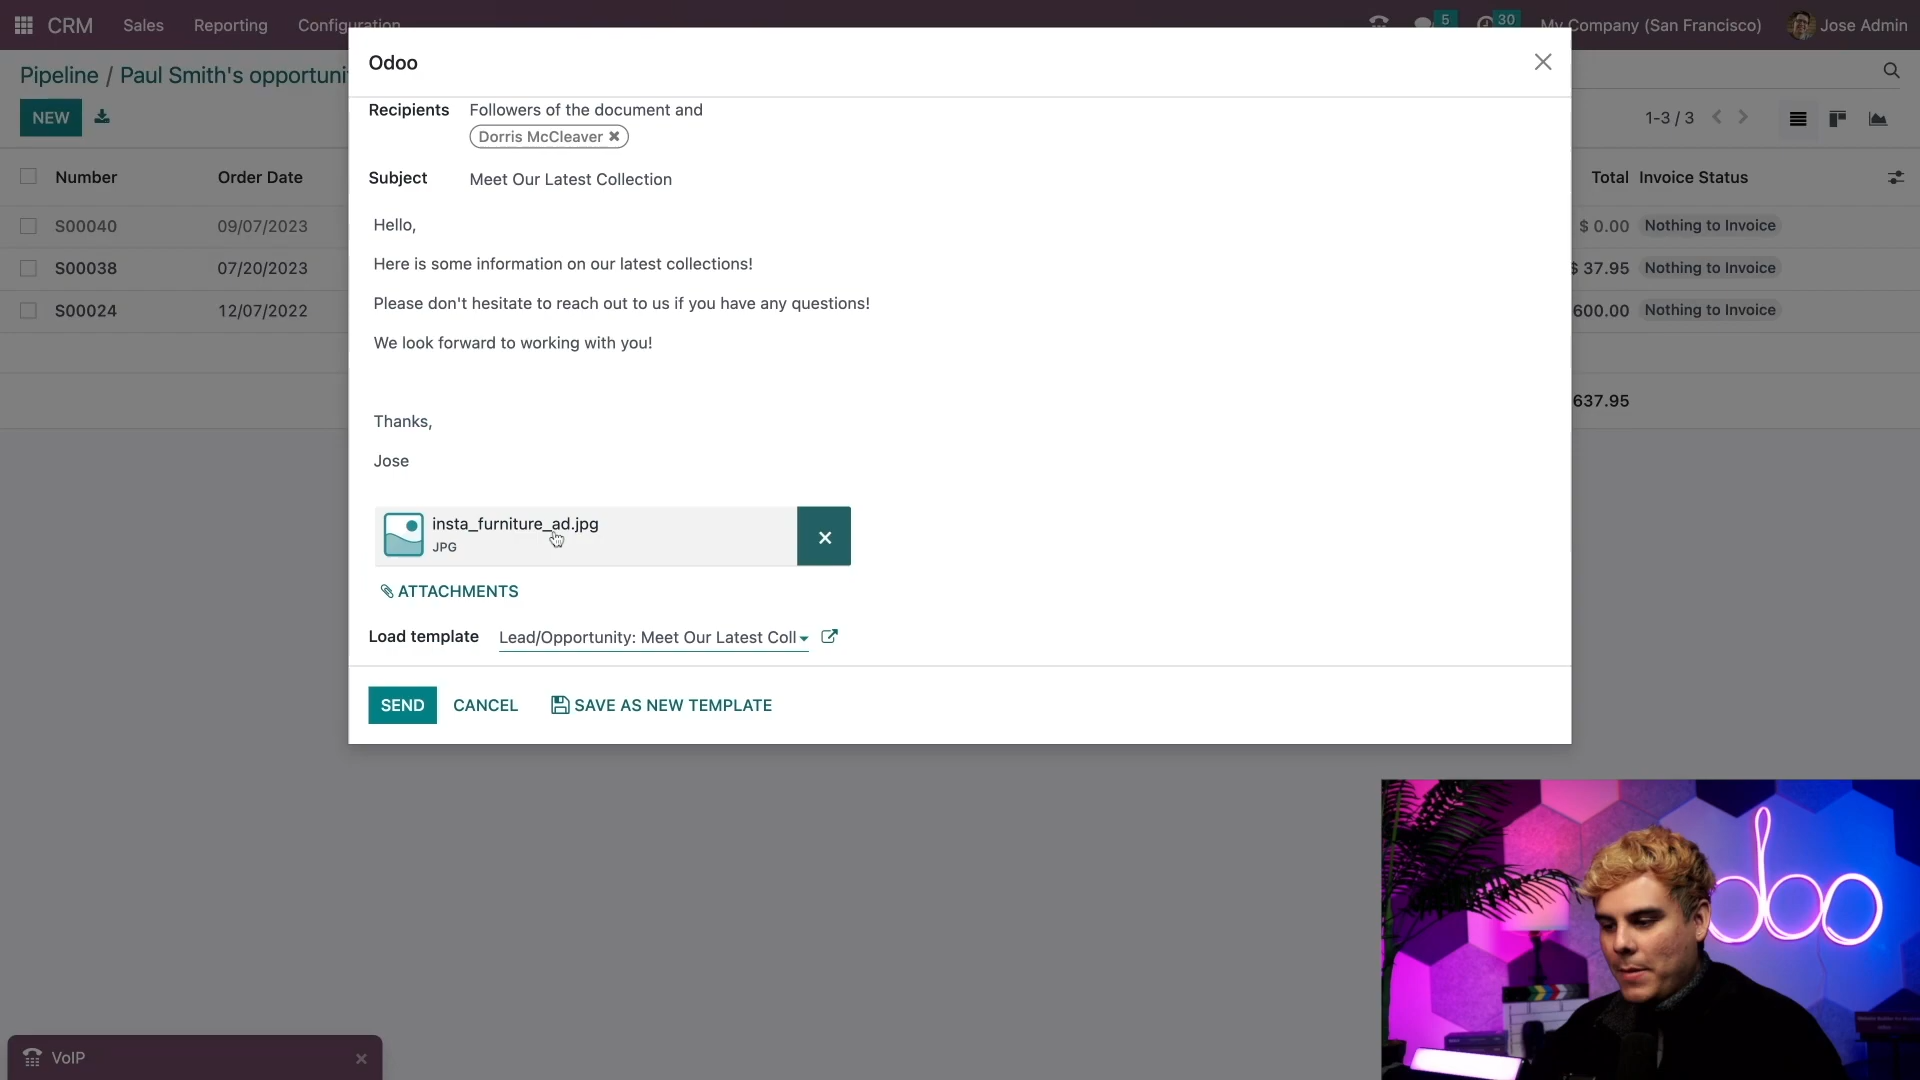 CRM Sales Reporting Configuration 5 30 My Company (San Francisco) Jose Admin
Odoo
Pipeline / Paul Smith's opportuni
NEW
1-3 / 3
Recipients Followers of the document and
Dorris McCleaver
Subject Meet Our Latest Collection
Number Order Date Total Invoice Status
S00040 09/07/2023 $ 0.00 Nothing to Invoice
S00038 07/20/2023 $ 37.95 Nothing to Invoice
S00024 12/07/2022 600.00 Nothing to Invoice
637.95
Hello,
Here is some information on our latest collections!
Please don't hesitate to reach out to us if you have any questions!
We look forward to working with you!
Thanks,
Jose
insta_furniture_ad.jpg
JPG
ATTACHMENTS
Load template Lead/Opportunity: Meet Our Latest Coll
SEND CANCEL SAVE AS NEW TEMPLATE
VoIP
odoo